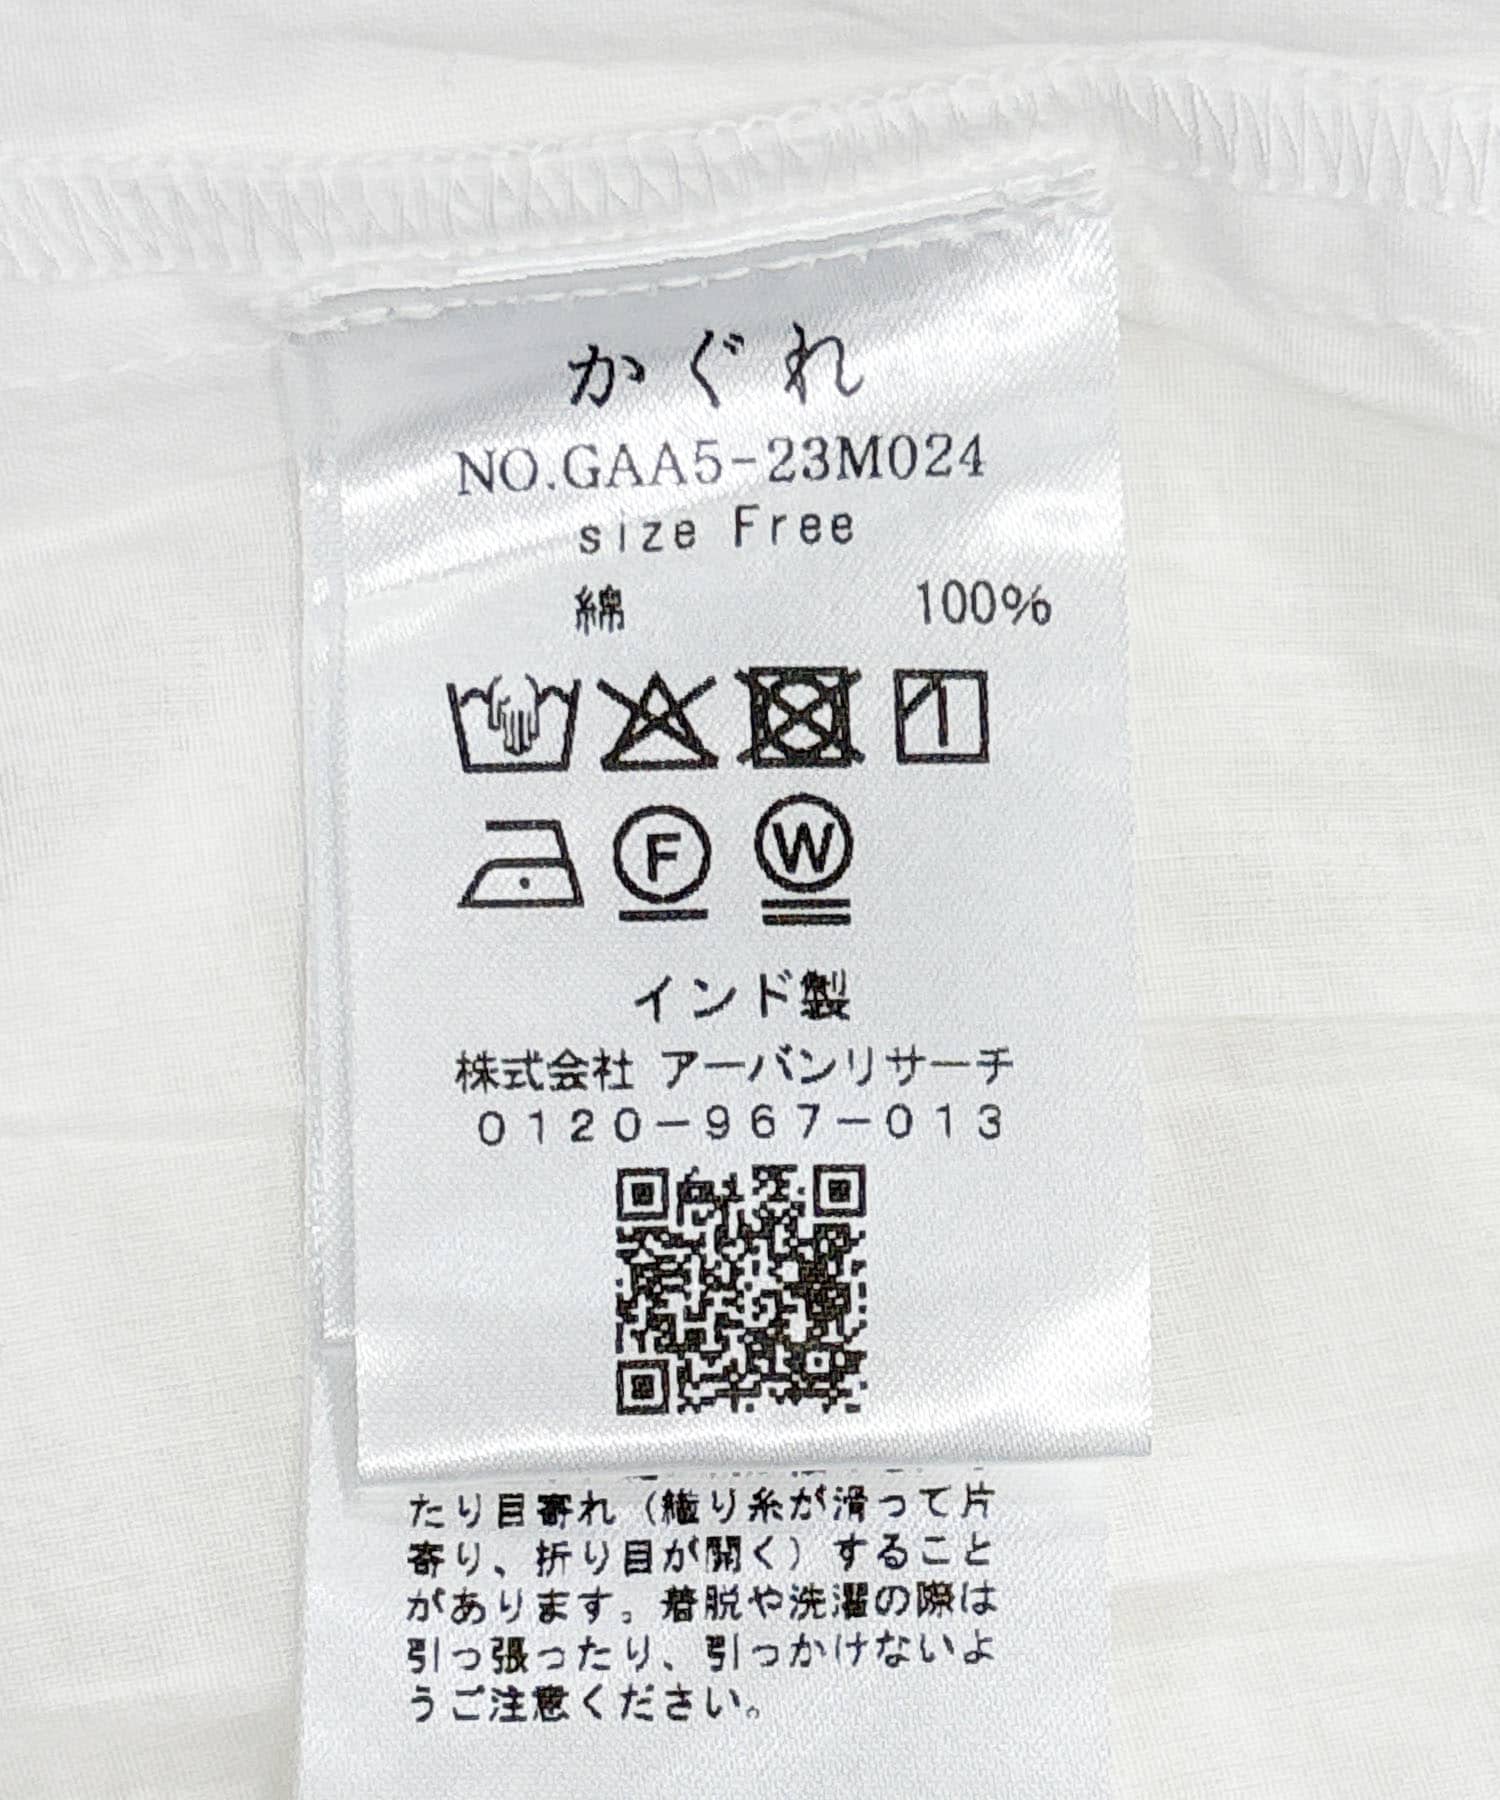 かぐれ
NO.GAA5-23M024
size Free
綿 100%
F W
インド製
株式会社 アーバンリサーチ
0120-967-013
たり目寄れ（織り糸が滑って片
寄り、折り目が開く）すること
があります。着脱や洗濯の際は
引っ張ったり、引っかけないよ
うご注意ください。